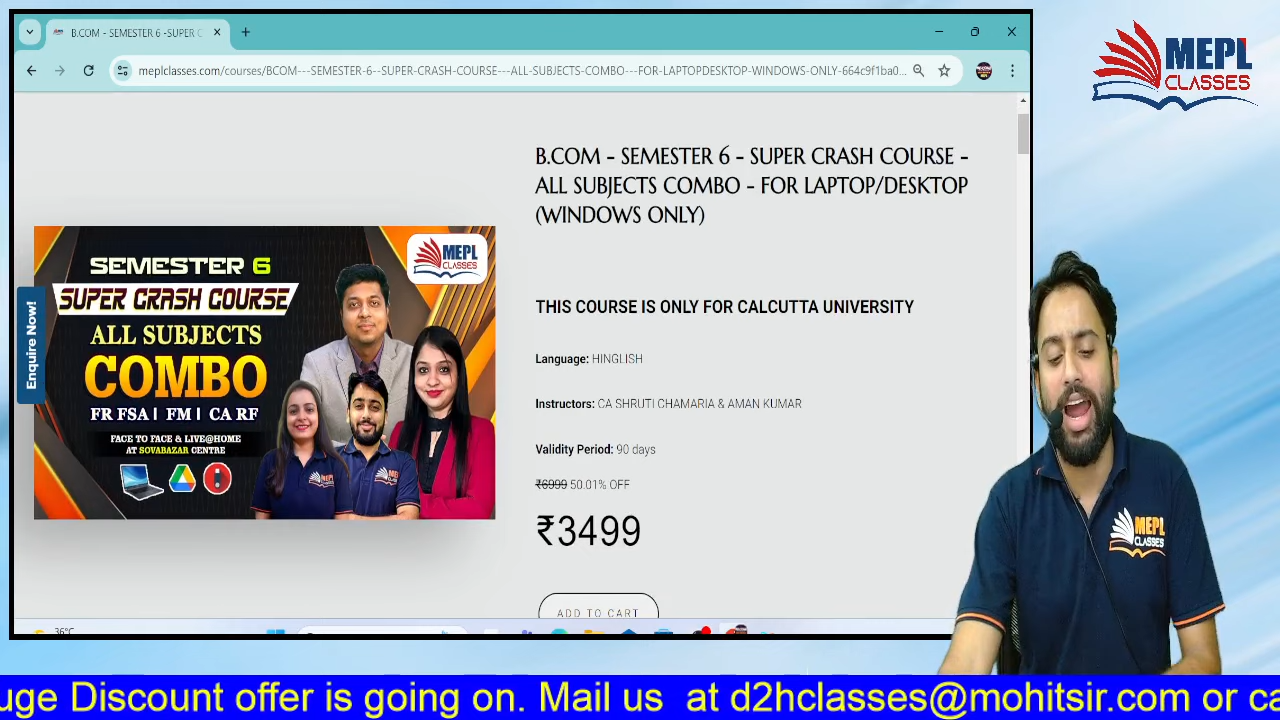 B.COM - SEMESTER 6 -SUPER C
meplclasses.com/courses/BCOM---SEMESTER-6--SUPER-CRASH-COURSE---ALL-SUBJECTS-COMBO---FOR-LAPTOPDESKTOP-WINDOWS-ONLY-664c9f1ba0...
MEPL
CLASSES
B.COM - SEMESTER 6 - SUPER CRASH COURSE -
ALL SUBJECTS COMBO - FOR LAPTOP/DESKTOP
(WINDOWS ONLY)
MEPL
CLASSES
SEMESTER 6
SUPER CRASH COURSE
ALL SUBJECTS
COMBO
FR FSA | FM | CA RF
FACE TO FACE & LIVE@HOME
AT SOVABAZAR CENTRE
Enquire Now!
THIS COURSE IS ONLY FOR CALCUTTA UNIVERSITY
Language: HINGLISH
Instructors: CA SHRUTI CHAMARIA & AMAN KUMAR
Validity Period: 90 days
₹6999 50.01% OFF
₹3499
ADD TO CART
MEPL
CLASSES
36°C
uge Discount offer is going on. Mail us at d2hclasses@mohitsir.com or ca